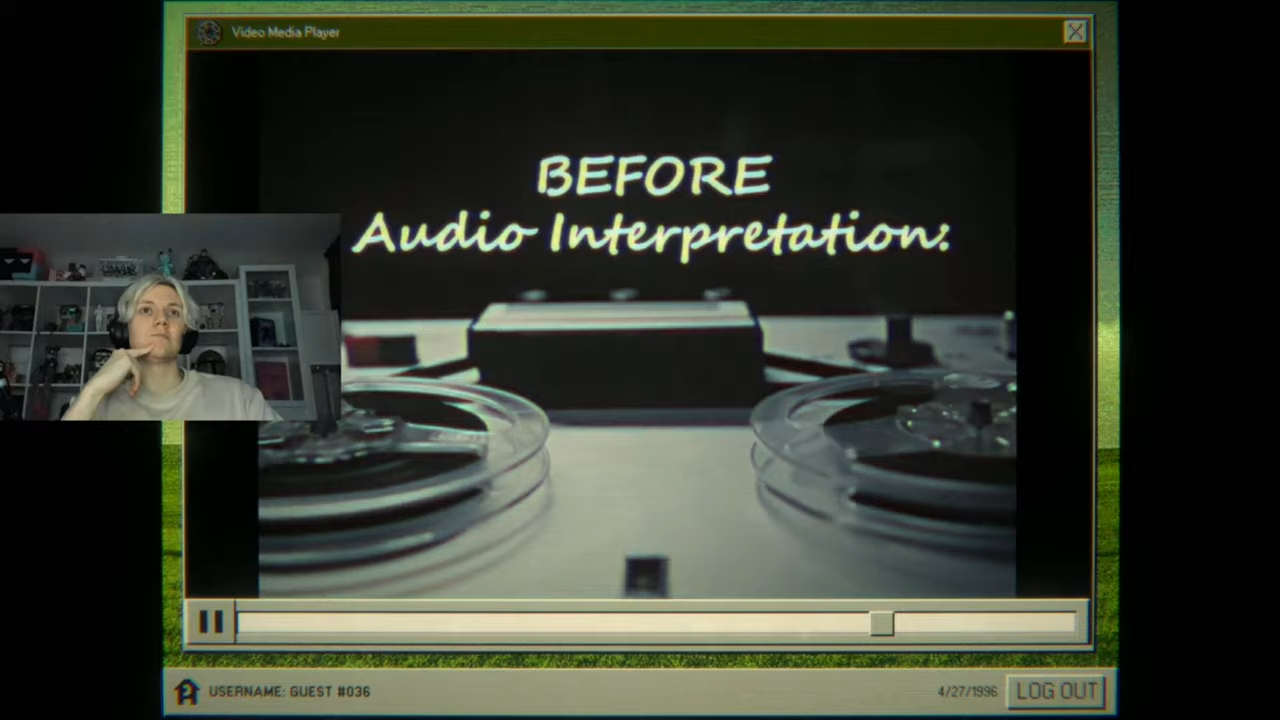 Video Media Player
BEFORE
Audio Interpretation:
USERNAME: GUEST #036
4/27/1996
LOG OUT